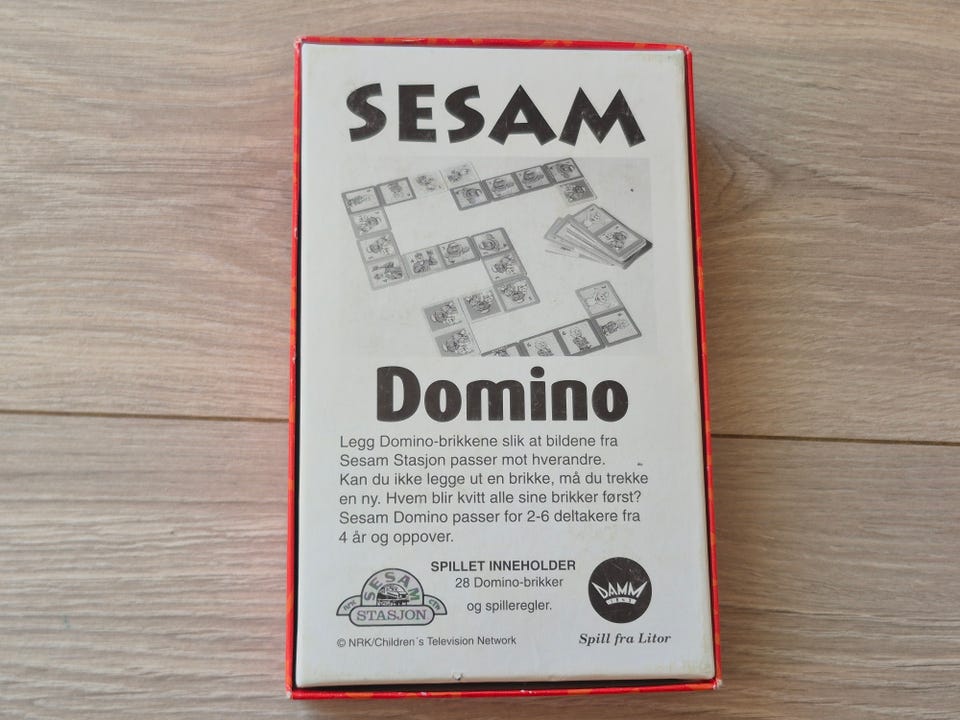 SESAM
Domino
Legg Domino-brikkene slik at bildene fra
Sesam Stasjon passer mot hverandre.
Kan du ikke legge ut en brikke, må du trekke
en ny. Hvem blir kvitt alle sine brikker først?
Sesam Domino passer for 2-6 deltakere fra
4 år og oppover.
SPILLET INNEHOLDER
28 Domino-brikker
og spilleregler.
SESAM
NRK CTW
STASJON
DAMM
© NRK/Children´s Television Network
Spill fra Litor